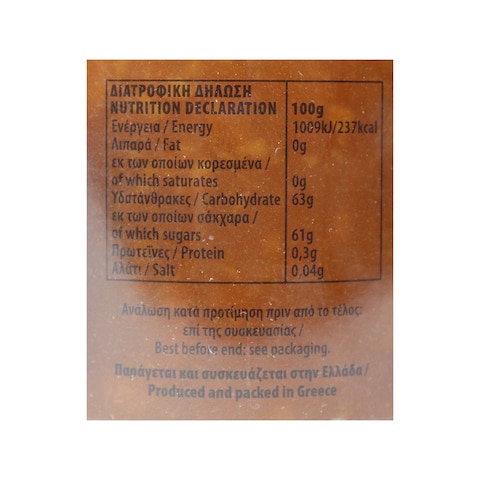 ΔΙΑΤΡΟΦΙΚΗ ΔΗΛΩΣΗ
NUTRITION DECLARATION 100g
Ενέργεια / Energy 1009kJ/237kcal
Λιπαρά / Fat 0g
εκ των οποίων κορεσμένα /
of which saturates 0g
Υδατάνθρακες / Carbohydrate 63g
εκ των οποίων σάκχαρα /
of which sugars 61g
Πρωτεΐνες / Protein 0,3g
Αλάτι / Salt 0.04g
Ανάλωση κατά προτίμηση πριν από το τέλος:
επί της συσκευασίας /
Best before end: see packaging.
Παράγεται και συσκευάζεται στην Ελλάδα /
Produced and packed in Greece